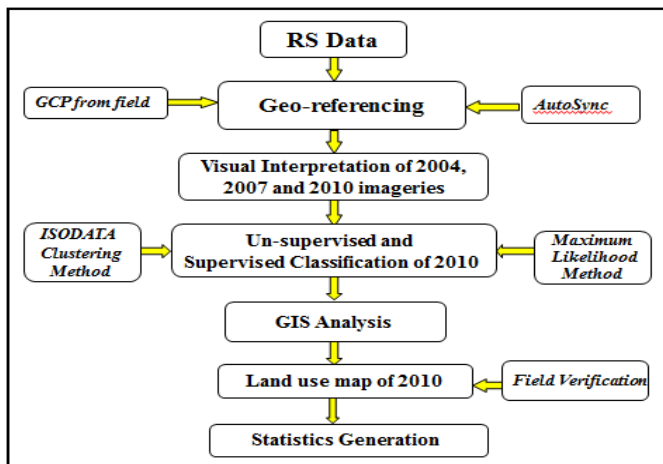 RS Data
GCP from field
Geo-referencing
AutoSync
Visual Interpretation of 2004,
2007 and 2010 imageries
ISODATA
Clustering
Method
Un-supervised and
Supervised Classification of 2010
Maximum
Likelihood
Method
GIS Analysis
Land use map of 2010
Field Verification
Statistics Generation